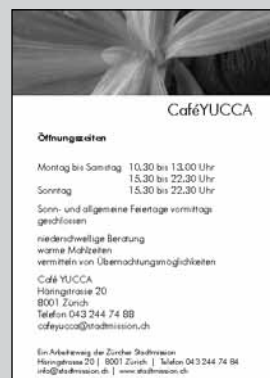 CaféYUCCA
Öffnungszeiten
Montag bis Samstag 10.30 bis 13.00 Uhr
15.30 bis 22.30 Uhr
Sonntag 15.30 bis 22.30 Uhr
Sonn- und allgemeine Feiertage vormittags
geschlossen
niederschwellige Beratung
warme Mahlzeiten
vermitteln von Übernachtungsmöglichkeiten
Café YUCCA
Häringstrasse 20
8001 Zürich
Telefon 043 244 74 88
cafeyucca@stadtmission.ch
Ein Arbeitszweig der Zürcher Stadtmission
Häringstrasse 20 | 8001 Zürich | Telefon 043 244 74 84
info@stadtmission.ch | www.stadtmission.ch